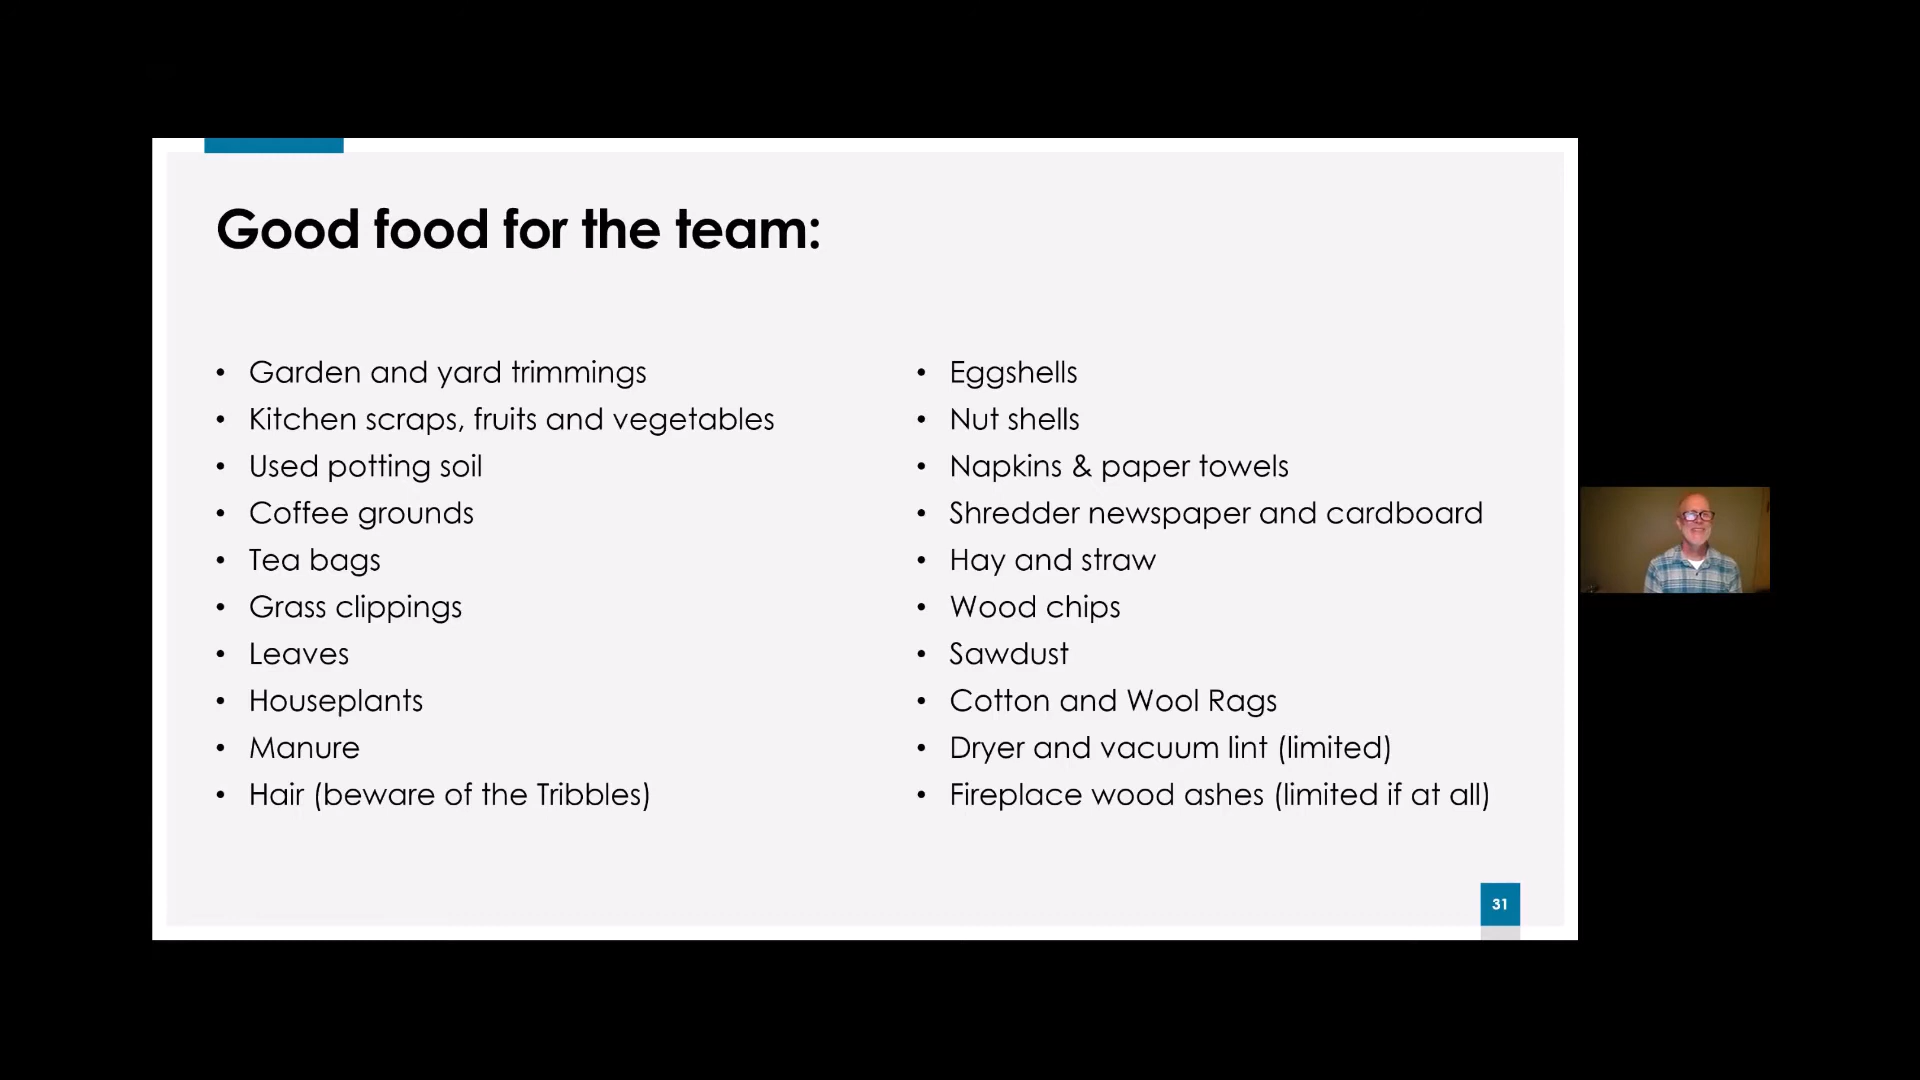 Good food for the team:
• Garden and yard trimmings
• Kitchen scraps, fruits and vegetables
• Used potting soil
• Coffee grounds
• Tea bags
• Grass clippings
• Leaves
• Houseplants
• Manure
• Hair (beware of the Tribbles)
• Eggshells
• Nut shells
• Napkins & paper towels
• Shredder newspaper and cardboard
• Hay and straw
• Wood chips
• Sawdust
• Cotton and Wool Rags
• Dryer and vacuum lint (limited)
• Fireplace wood ashes (limited if at all)
31